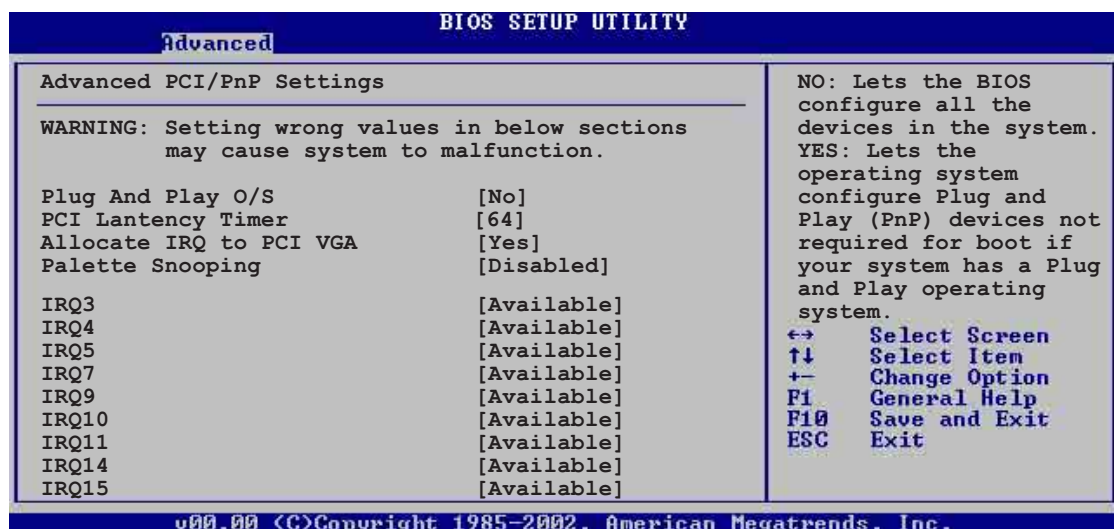 BIOS SETUP UTILITY
Advanced
Advanced PCI/PnP Settings
WARNING: Setting wrong values in below sections
may cause system to malfunction.
Plug And Play O/S [No]
PCI Lantency Timer [64]
Allocate IRQ to PCI VGA [Yes]
Palette Snooping [Disabled]
IRQ3 [Available]
IRQ4 [Available]
IRQ5 [Available]
IRQ7 [Available]
IRQ9 [Available]
IRQ10 [Available]
IRQ11 [Available]
IRQ14 [Available]
IRQ15 [Available]
NO: Lets the BIOS
configure all the
devices in the system.
YES: Lets the
operating system
configure Plug and
Play (PnP) devices not
required for boot if
your system has a Plug
and Play operating
system.
←→ Select Screen
↑↓ Select Item
+- Change Option
F1 General Help
F10 Save and Exit
ESC Exit
v00.00 (C)Copyright 1985-2002, American Megatrends, Inc.